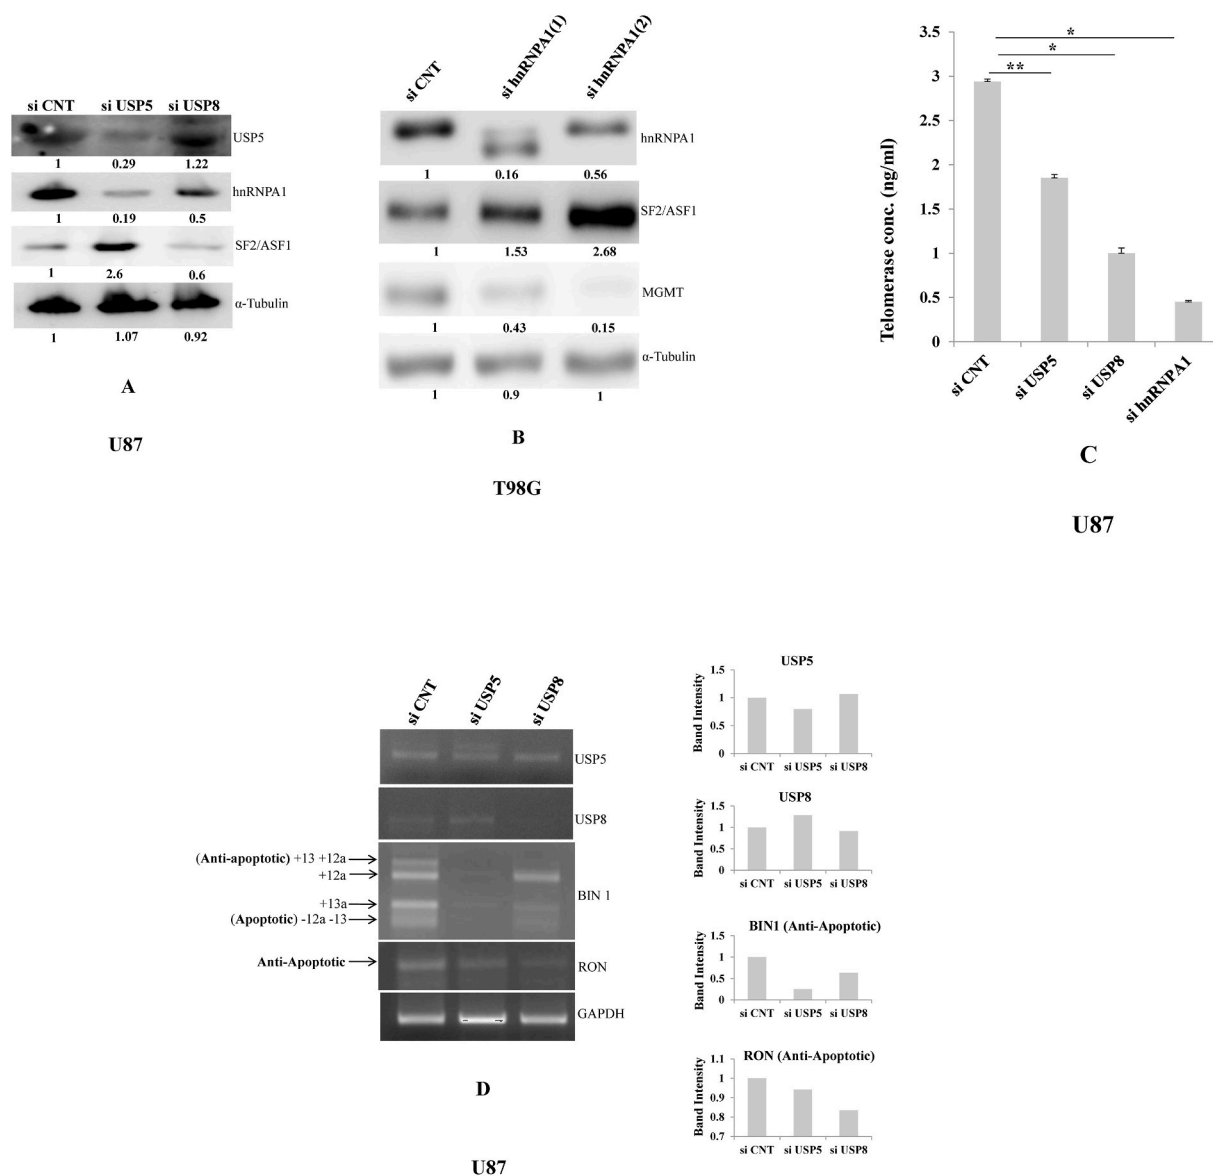 si CNT si USP5 si USP8
USP5
1 0.29 1.22
hnRNPA1
1 0.19 0.5
SF2/ASF1
1 2.6 0.6
α-Tubulin
1 1.07 0.92
A
U87
si CNT si hnRNPA1(1) si hnRNPA1(2)
hnRNPA1
1 0.16 0.56
SF2/ASF1
1 1.53 2.68
MGMT
1 0.43 0.15
α-Tubulin
1 0.9 1
B
T98G
Telomerase conc. (ng/ml)
3.5
3
2.5
2
1.5
1
0.5
0
*
*
**
si CNT si USP5 si USP8 si hnRNPA1
C
U87
si CNT si USP5 si USP8
USP5
USP8
(Anti-apoptotic) +13 +12a
+12a
+13a
(Apoptotic) -12a -13
BIN 1
Anti-Apoptotic
RON
GAPDH
D
U87
USP5
Band Intensity
1.5
1
0.5
0
si CNT si USP5 si USP8
USP8
Band Intensity
1.5
1
0.5
0
si CNT si USP5 si USP8
BIN1 (Anti-Apoptotic)
Band Intensity
1.5
1
0.5
0
si CNT si USP5 si USP8
RON (Anti-Apoptotic)
Band Intensity
1.1
1
0.9
0.8
0.7
si CNT si USP5 si USP8